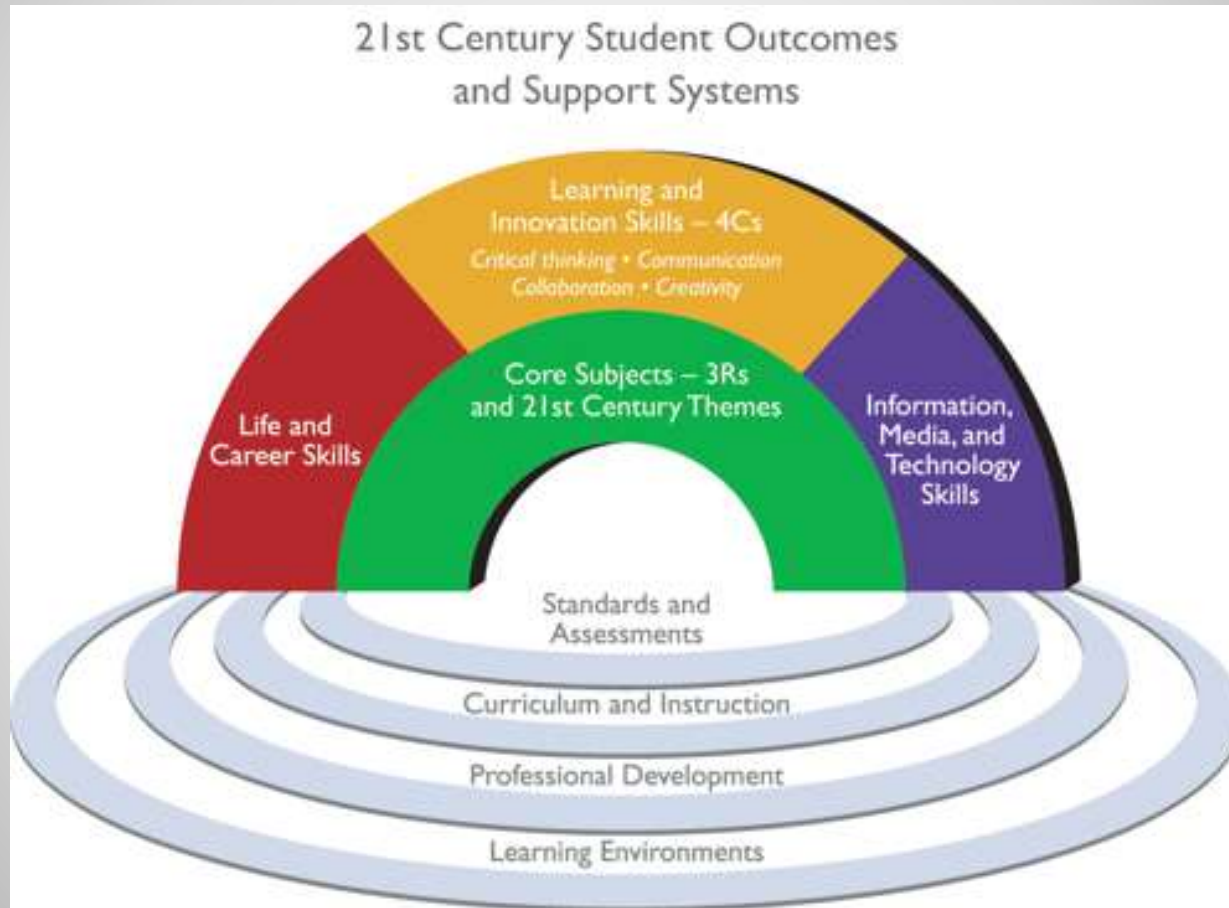 21st Century Student Outcomes
and Support Systems
Learning and
Innovation Skills – 4Cs
Critical thinking • Communication
Collaboration • Creativity
Core Subjects – 3Rs
and 21st Century Themes
Life and
Career Skills
Information,
Media, and
Technology
Skills
Standards and
Assessments
Curriculum and Instruction
Professional Development
Learning Environments